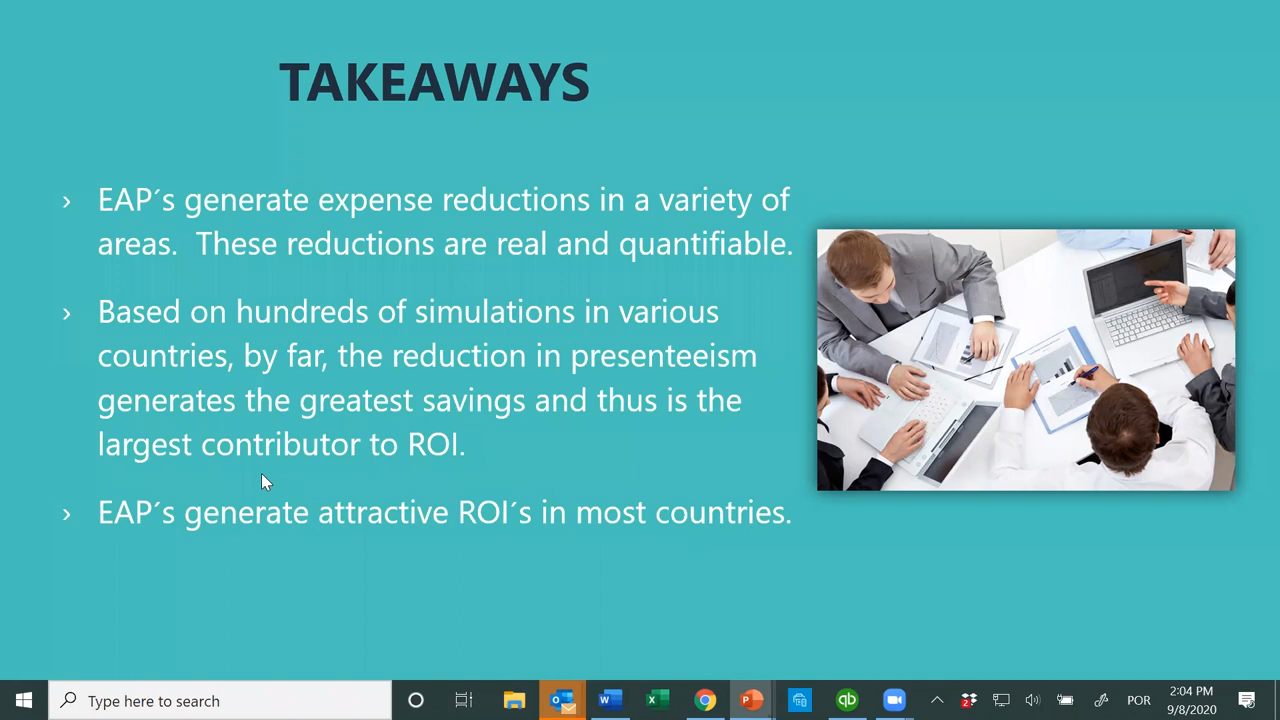 TAKEAWAYS
› EAP´s generate expense reductions in a variety of
areas.  These reductions are real and quantifiable.
› Based on hundreds of simulations in various
countries, by far, the reduction in presenteeism
generates the greatest savings and thus is the
largest contributor to ROI.
› EAP´s generate attractive ROI´s in most countries.
Type here to search
2
POR
2:04 PM
9/8/2020